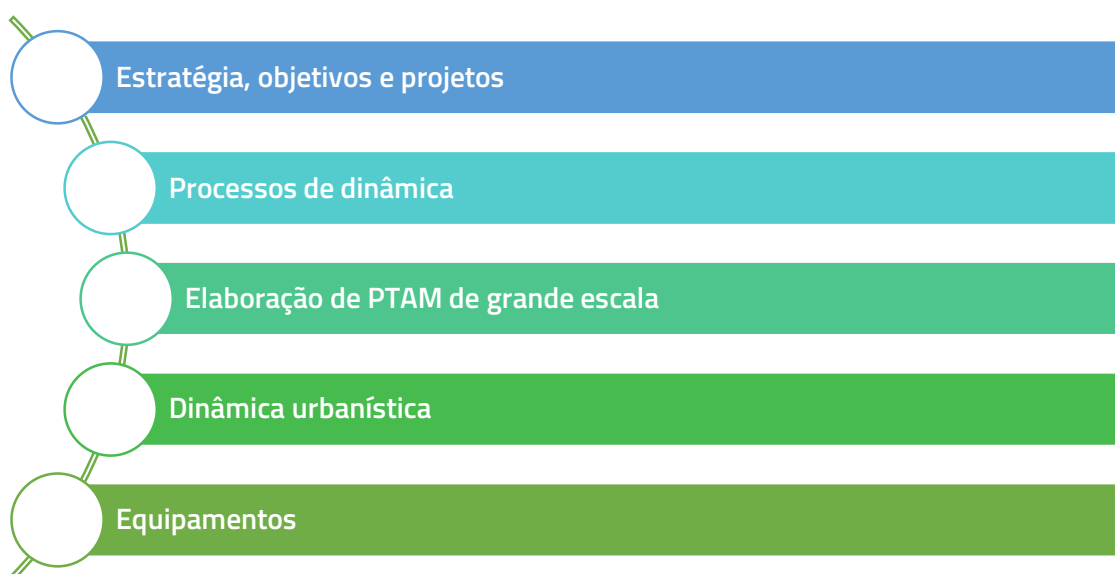 Estratégia, objetivos e projetos
Processos de dinâmica
Elaboração de PTAM de grande escala
Dinâmica urbanística
Equipamentos